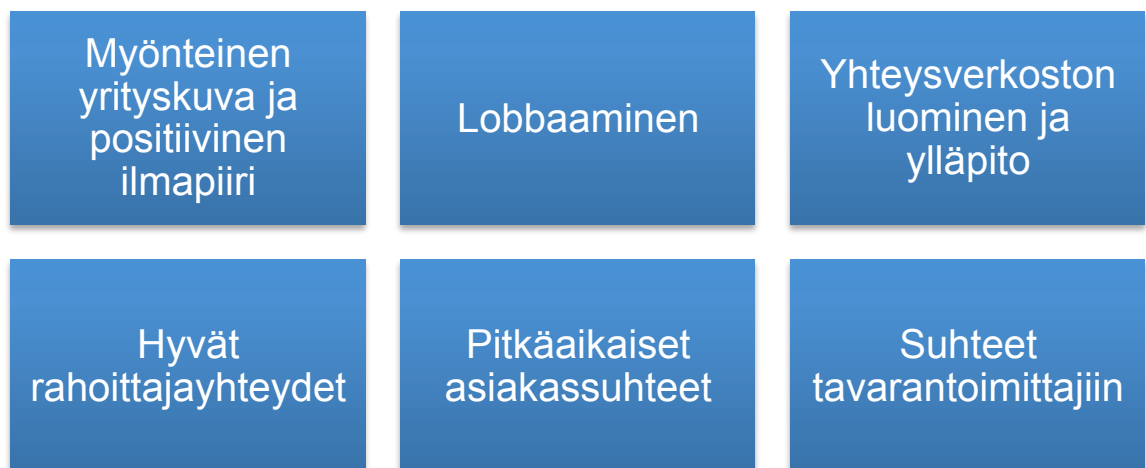 Myönteinen
yrityskuva ja
positiivinen
ilmapiiri
Lobbaaminen
Yhteysverkoston
luominen ja
ylläpito
Hyvät
rahoittajayhteydet
Pitkäaikaiset
asiakassuhteet
Suhteet
tavarantoimittajiin